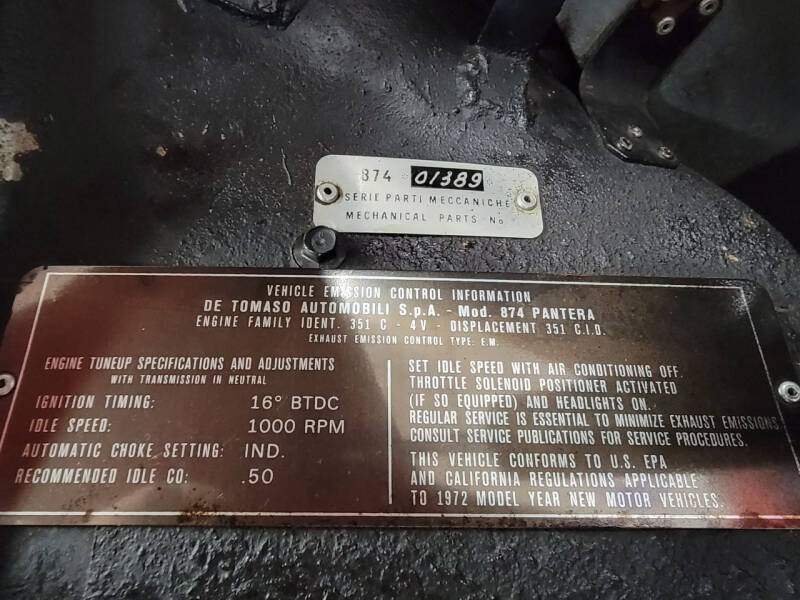 874 01389
SERIE PARTI MECCANICHE
MECHANICAL PARTS No
VEHICLE EMISSION CONTROL INFORMATION
DE TOMASO AUTOMOBILI S.p.A. - Mod. 874 PANTERA
ENGINE FAMILY IDENT. 351 C - 4V - DISPLACEMENT 351 C.I.D.
EXHAUST EMISSION CONTROL TYPE: E.M.
ENGINE TUNEUP SPECIFICATIONS AND ADJUSTMENTS
WITH TRANSMISSION IN NEUTRAL
IGNITION TIMING: 16° BTDC
IDLE SPEED: 1000 RPM
AUTOMATIC CHOKE SETTING: IND.
RECOMMENDED IDLE CO: .50
SET IDLE SPEED WITH AIR CONDITIONING OFF.
THROTTLE SOLENOID POSITIONER ACTIVATED
(IF SO EQUIPPED) AND HEADLIGHTS ON.
REGULAR SERVICE IS ESSENTIAL TO MINIMIZE EXHAUST EMISSIONS
CONSULT SERVICE PUBLICATIONS FOR SERVICE PROCEDURES.
THIS VEHICLE CONFORMS TO U.S. EPA
AND CALIFORNIA REGULATIONS APPLICABLE
TO 1972 MODEL YEAR NEW MOTOR VEHICLES.